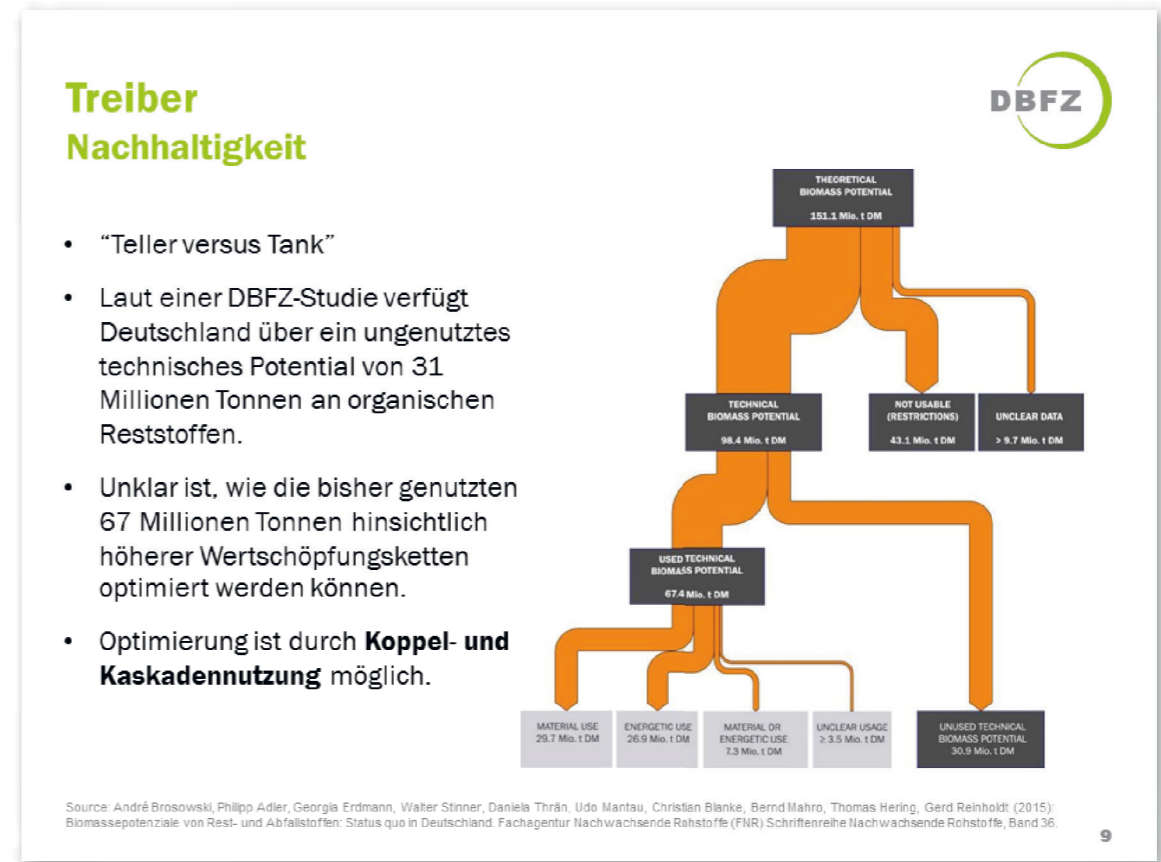 Treiber
Nachhaltigkeit
DBFZ
• “Teller versus Tank”
• Laut einer DBFZ-Studie verfügt
Deutschland über ein ungenutztes
technisches Potential von 31
Millionen Tonnen an organischen
Reststoffen.
• Unklar ist, wie die bisher genutzten
67 Millionen Tonnen hinsichtlich
höherer Wertschöpfungsketten
optimiert werden können.
• Optimierung ist durch Koppel- und
Kaskadennutzung möglich.
THEORETICAL
BIOMASS POTENTIAL
151.1 Mio. t DM
TECHNICAL
BIOMASS POTENTIAL
98.4 Mio. t DM
NOT USABLE
(RESTRICTIONS)
43.1 Mio. t DM
UNCLEAR DATA
> 9.7 Mio. t DM
USED TECHNICAL
BIOMASS POTENTIAL
67.4 Mio. t DM
MATERIAL USE
29.7 Mio. t DM
ENERGETIC USE
26.9 Mio. t DM
MATERIAL OR
ENERGETIC USE
7.3 Mio. t DM
UNCLEAR USAGE
≥ 3.5 Mio. t DM
UNUSED TECHNICAL
BIOMASS POTENTIAL
30.9 Mio. t DM
Source: André Brosowski, Philipp Adler, Georgia Erdmann, Walter Stinner, Daniela Thrän, Udo Mantau, Christian Blanke, Bernd Mahro, Thomas Hering, Gerd Reinholdt (2015):
Biomassepotenziale von Rest- und Abfallstoffen: Status quo in Deutschland. Fachagentur Nachwachsende Rohstoffe (FNR) Schriftenreihe Nachwachsende Rohstoffe, Band 36.
9